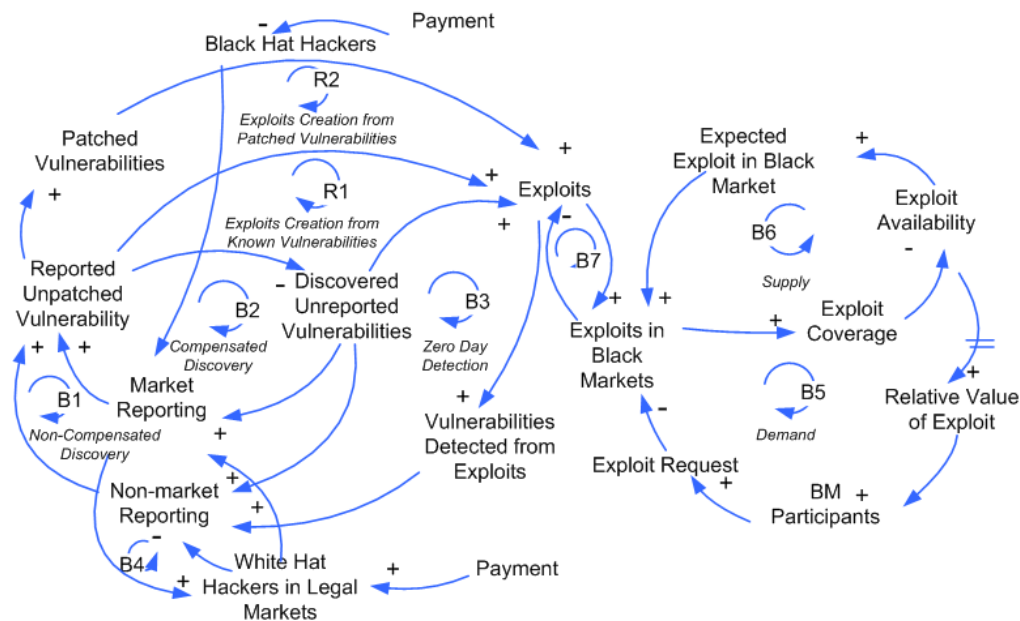 Payment
-
Black Hat Hackers
R2
Exploits Creation from
Patched Vulnerabilities
Patched
Vulnerabilities
+
+
R1
Exploits Creation from
Known Vulnerabilities
+
Exploits
+
-
B7
+
Reported
Unpatched
Vulnerability
+
+
-
Discovered
Unreported
Vulnerabilities
B2
Compensated
Discovery
B3
Zero Day
Detection
B1
Non-Compensated
Discovery
Market
Reporting
+
+
Vulnerabilities
Detected from
Exploits
Non-market
Reporting
+
+
-
B4
+
White Hat
Hackers in Legal
Markets
+
Payment
Expected
Exploit in Black
Market
+
Exploit
Availability
-
B6
Supply
+
Exploits in
Black
Markets
+
Exploit
Coverage
+
Relative Value
of Exploit
B5
Demand
-
Exploit Request
+
BM
Participants
+